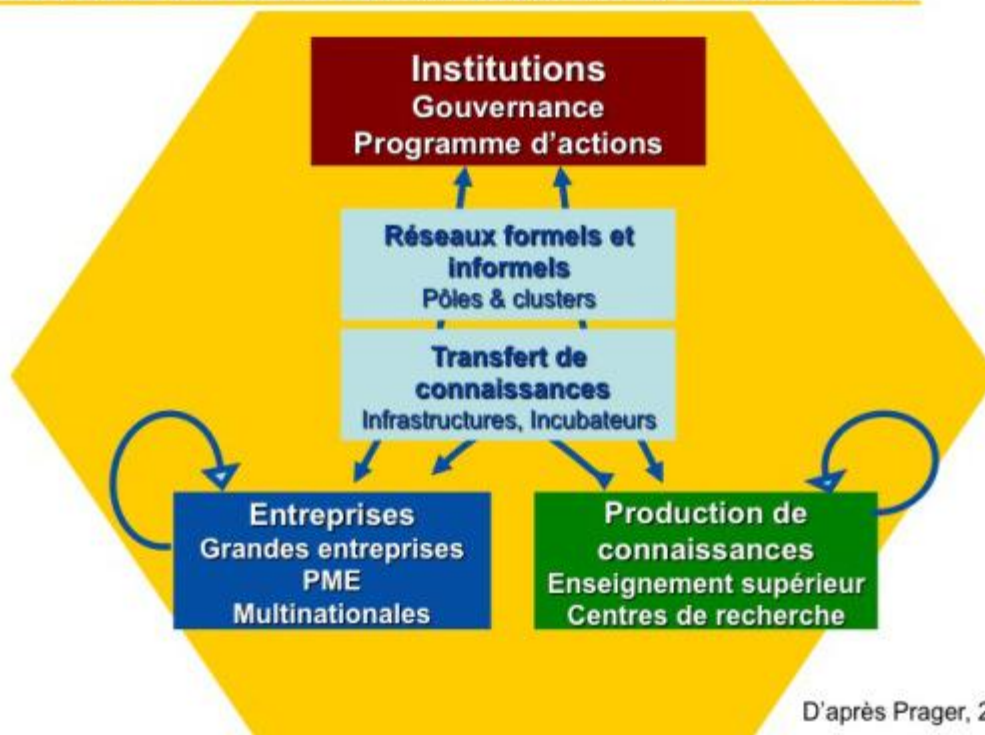 Institutions
Gouvernance
Programme d'actions
Réseaux formels et
informels
Pôles & clusters
Transfert de
connaissances
Infrastructures, Incubateurs
Entreprises
Grandes entreprises
PME
Multinationales
Production de
connaissances
Enseignement supérieur
Centres de recherche
D'après Prager, 2